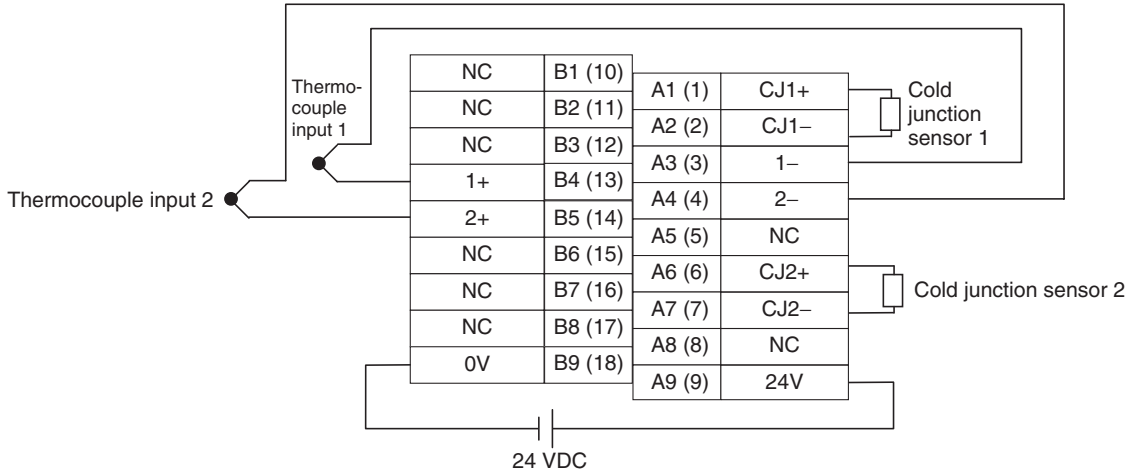 Thermo-
couple
input 1
Thermocouple input 2
NC B1 (10)
NC B2 (11)
NC B3 (12)
1+ B4 (13)
2+ B5 (14)
NC B6 (15)
NC B7 (16)
NC B8 (17)
0V B9 (18)
A1 (1) CJ1+
A2 (2) CJ1−
A3 (3) 1−
A4 (4) 2−
A5 (5) NC
A6 (6) CJ2+
A7 (7) CJ2−
A8 (8) NC
A9 (9) 24V
Cold
junction
sensor 1
Cold junction sensor 2
24 VDC